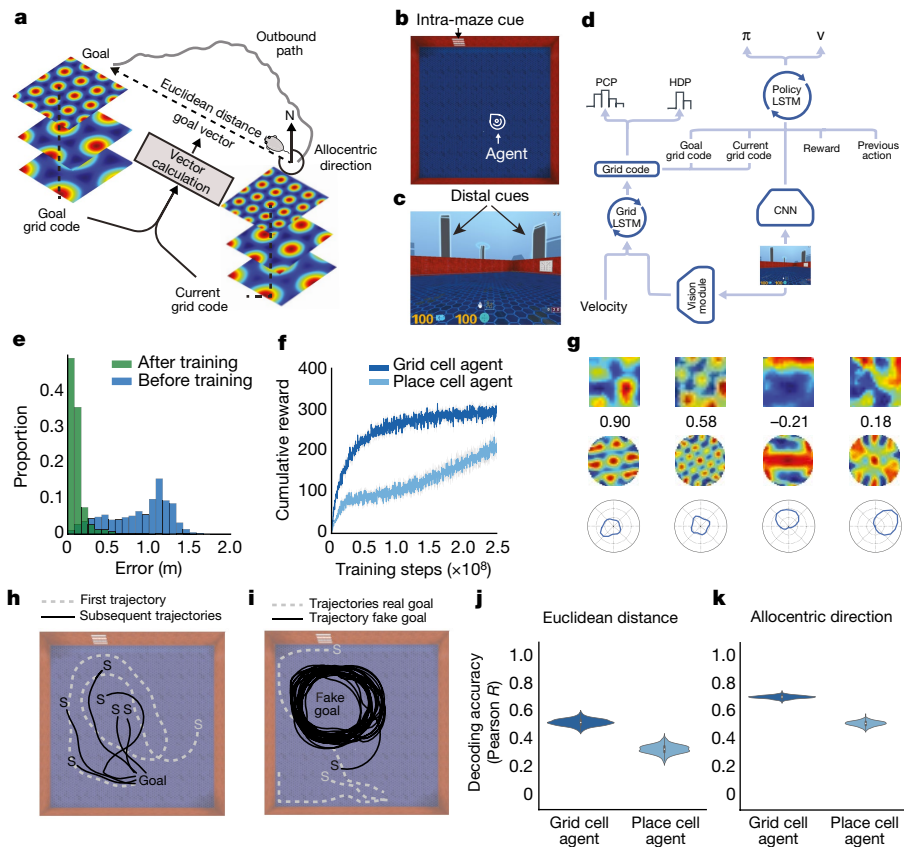 a
Goal
Outbound
path
Euclidean distance
goal vector
N
Allocentric
direction
Vector
calculation
Goal
grid code
Current
grid code
b
Intra-maze cue
Agent
c
Distal cues
100
100
d
π
v
Policy
LSTM
PCP
HDP
Goal
grid code
Current
grid code
Reward
Previous
action
Grid code
Grid
LSTM
CNN
Velocity
Vision
module
e
After training
Before training
Proportion
0.5
0.4
0.3
0.2
0.1
0
0
0.5
1.0
1.5
2.0
Error (m)
f
Grid cell agent
Place cell agent
Cumulative reward
400
300
200
100
0
0.5
1.0
1.5
2.0
2.5
Training steps (×10⁸)
g
0.90
0.58
−0.21
0.18
h
First trajectory
Subsequent trajectories
S
S
S
S S
S
Goal
i
Trajectories real goal
Trajectory fake goal
S
Fake
goal
S
S
j
Euclidean distance
Decoding accuracy
(Pearson R)
1.0
0.8
0.6
0.4
0.2
0
Grid cell
agent
Place cell
agent
k
Allocentric direction
1.0
0.8
0.6
0.4
0.2
0
Grid cell
agent
Place cell
agent